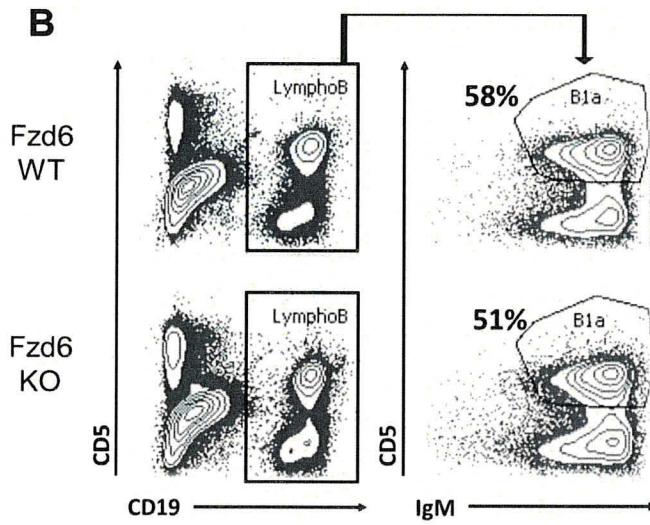 B
Fzd6
WT
LymphoB
58%
B1a
Fzd6
KO
LymphoB
51%
B1a
CD5
CD5
CD19
IgM